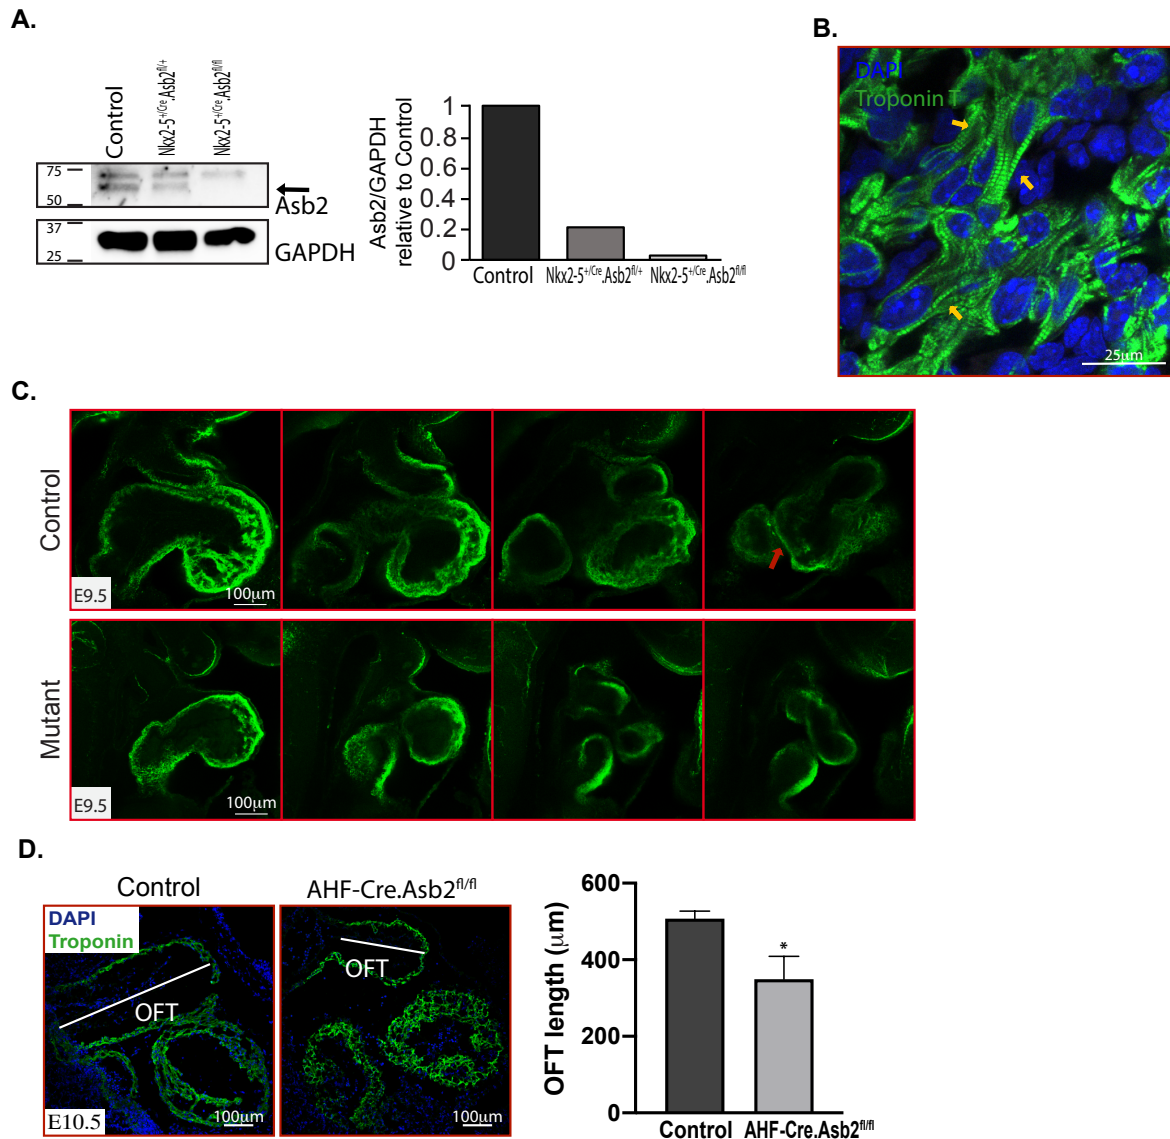 A.
Control
Nkx2-5+/Cre.Asb2fl/+
Nkx2-5+/Cre.Asb2fl/fl
75
50
Asb2
37
25
GAPDH
Asb2/GAPDH
relative to Control
1
0.8
0.6
0.4
0.2
0
Control
Nkx2-5+/Cre.Asb2fl/+
Nkx2-5+/Cre.Asb2fl/fl
B.
DAPI
Troponin T
25µm
C.
Control
E9.5
100µm
Mutant
E9.5
100µm
D.
Control
DAPI
Troponin
OFT
E10.5
100µm
AHF-Cre.Asb2fl/fl
OFT
100µm
OFT length (µm)
600
400
200
0
*
Control
AHF-Cre.Asb2fl/fl